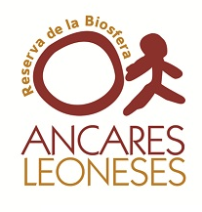 Reserva de la Biosfera
ANCARES
LEONESES